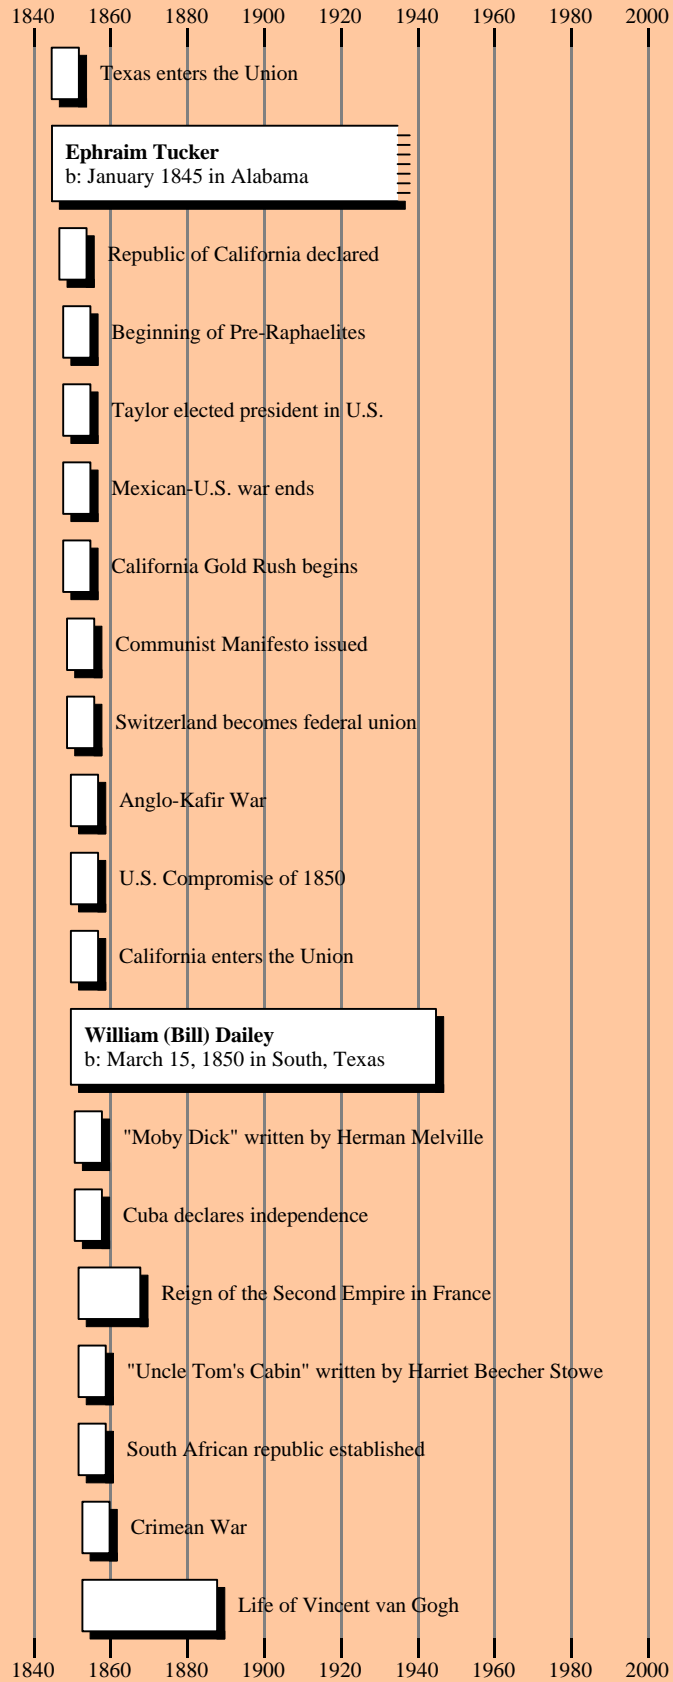 1840 1860 1880 1900 1920 1940 1960 1980 2000
Texas enters the Union
Ephraim Tucker
b: January 1845 in Alabama
Republic of California declared
Beginning of Pre-Raphaelites
Taylor elected president in U.S.
Mexican-U.S. war ends
California Gold Rush begins
Communist Manifesto issued
Switzerland becomes federal union
Anglo-Kafir War
U.S. Compromise of 1850
California enters the Union
William (Bill) Dailey
b: March 15, 1850 in South, Texas
"Moby Dick" written by Herman Melville
Cuba declares independence
Reign of the Second Empire in France
"Uncle Tom's Cabin" written by Harriet Beecher Stowe
South African republic established
Crimean War
Life of Vincent van Gogh
1840 1860 1880 1900 1920 1940 1960 1980 2000